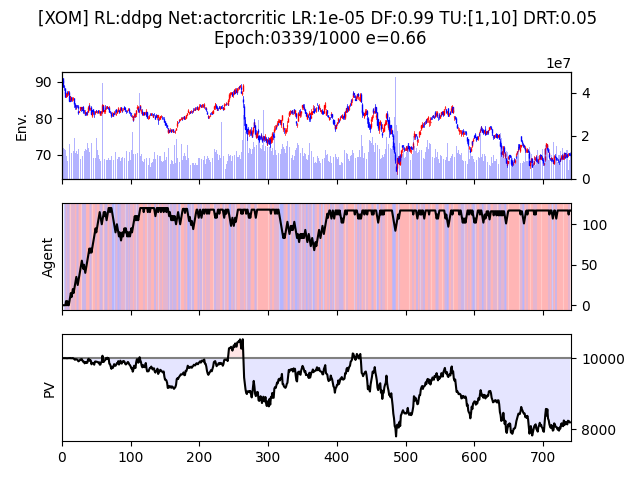 [XOM] RL:ddpg Net:actorcritic LR:1e-05 DF:0.99 TU:[1,10] DRT:0.05
Epoch:0339/1000 e=0.66
1e7
90
80
70
Env.
4
2
0
Agent
100
50
0
PV
10000
8000
0 100 200 300 400 500 600 700